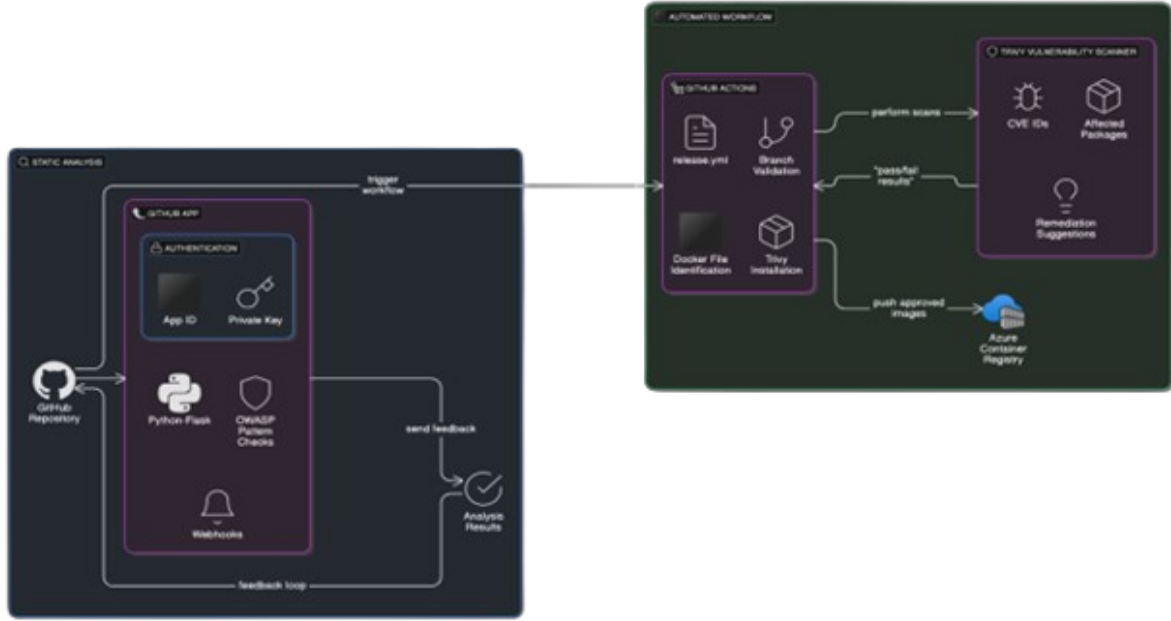 AUTOMATED WORKFLOW
TRIVY VULNERABILITY SCANNER
GITHUB ACTIONS
CVE IDs
Affected
Packages
perform scans
release.yml
Branch
Validation
"pass/fail
results"
Remediation
Suggestions
Docker File
Identification
Trivy
Installation
push approved
images
Azure
Container
Registry
STATIC ANALYSIS
trigger
workflow
GITHUB APP
AUTHENTICATION
App ID
Private Key
GitHub
Repository
Python-Flask
OWASP
Pattern
Checks
send feedback
Webhooks
Analysis
Results
feedback loop